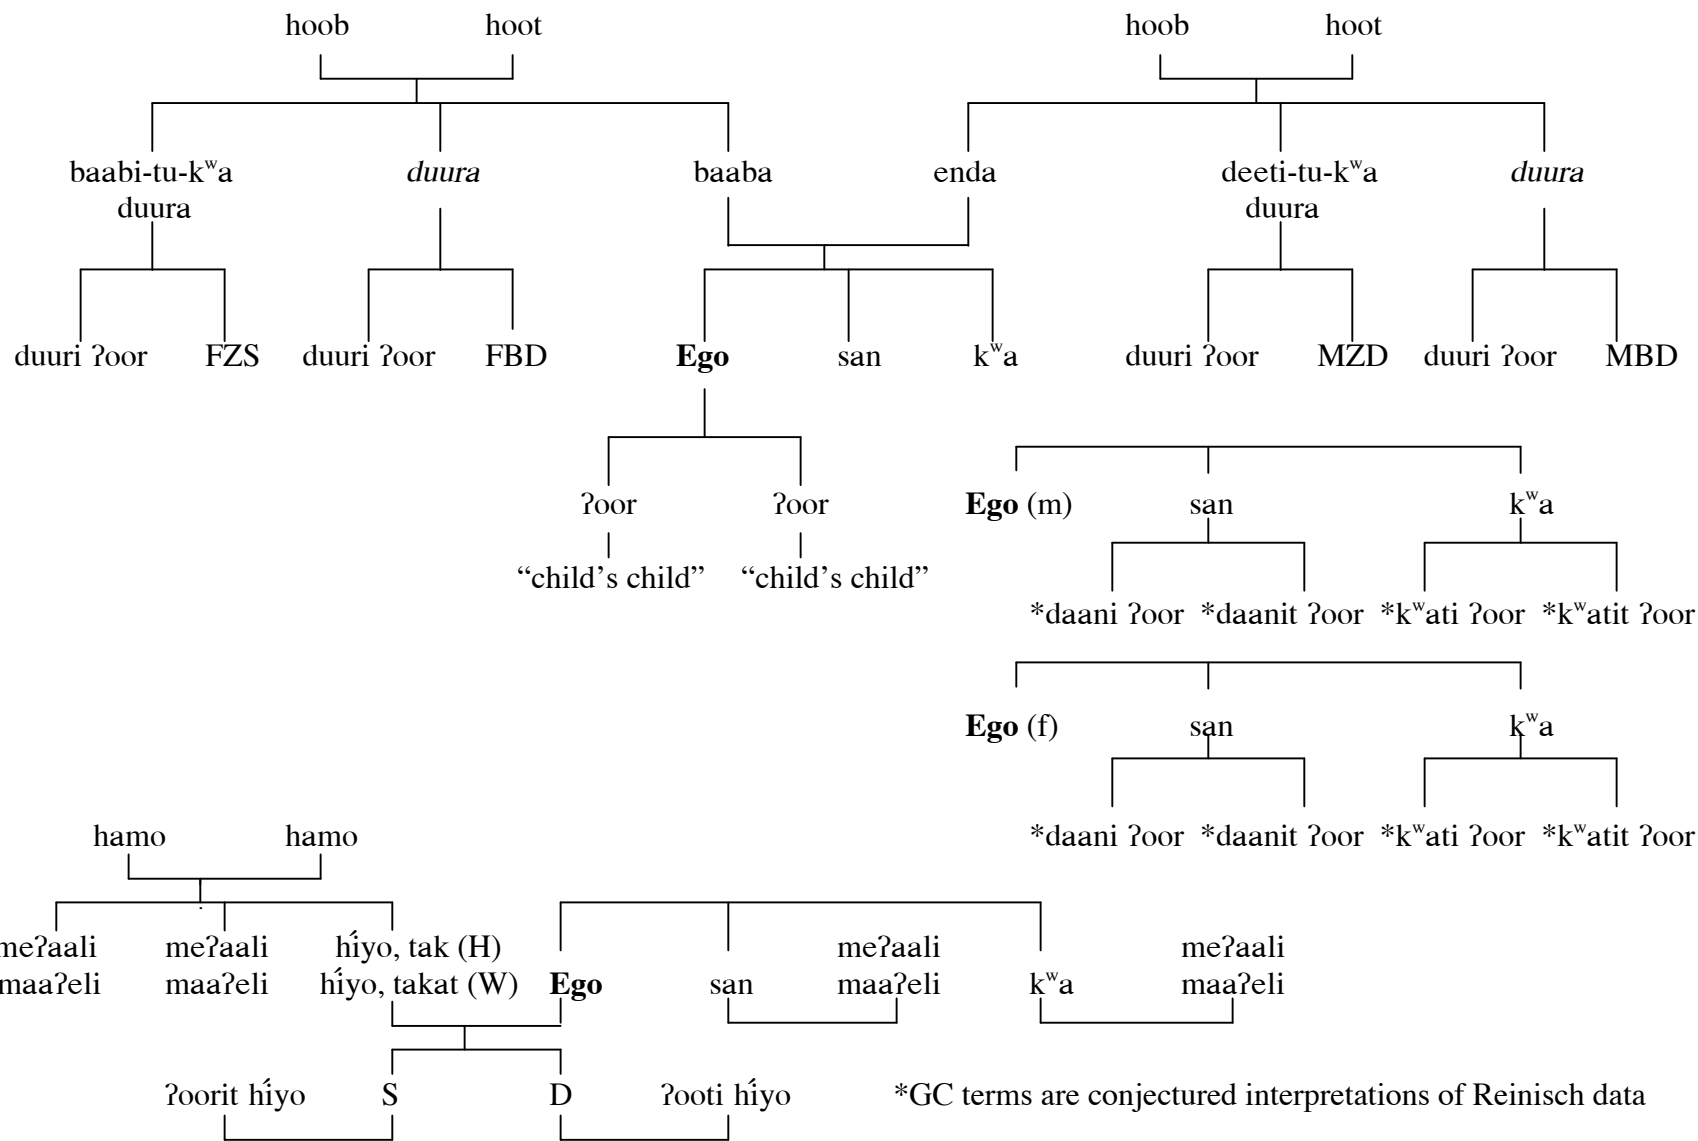 hoob hoot hoob hoot
baabi-tu-kʷa duura baaba enda deeti-tu-kʷa duura
duura duura
duuri ʔoor FZS duuri ʔoor FBD Ego san kʷa duuri ʔoor MZD duuri ʔoor MBD
ʔoor ʔoor Ego (m) san kʷa
“child’s child” “child’s child”
*daani ʔoor *daanit ʔoor *kʷati ʔoor *kʷatit ʔoor
Ego (f) san kʷa
hamo hamo *daani ʔoor *daanit ʔoor *kʷati ʔoor *kʷatit ʔoor
meʔaali meʔaali híyo, tak (H) meʔaali meʔaali
maaʔeli maaʔeli híyo, takat (W) Ego san maaʔeli kʷa maaʔeli
ʔoorit híyo S D ʔooti híyo *GC terms are conjectured interpretations of Reinisch data